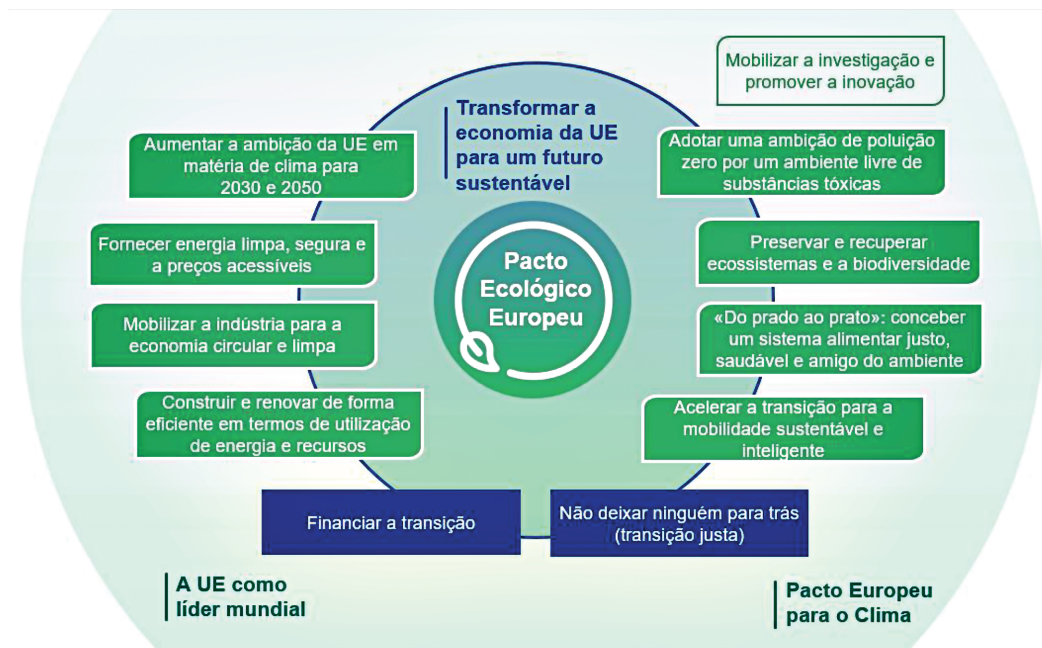 Mobilizar a investigação e
promover a inovação
Transformar a
economia da UE
para um futuro
sustentável
Aumentar a ambição da UE em
matéria de clima para
2030 e 2050
Fornecer energia limpa, segura e
a preços acessíveis
Mobilizar a indústria para a
economia circular e limpa
Construir e renovar de forma
eficiente em termos de utilização
de energia e recursos
Pacto
Ecológico
Europeu
Adotar uma ambição de poluição
zero por um ambiente livre de
substâncias tóxicas
Preservar e recuperar
ecossistemas e a biodiversidade
«Do prado ao prato»: conceber
um sistema alimentar justo,
saudável e amigo do ambiente
Acelerar a transição para a
mobilidade sustentável e
inteligente
Financiar a transição
Não deixar ninguém para trás
(transição justa)
A UE como
líder mundial
Pacto Europeu
para o Clima